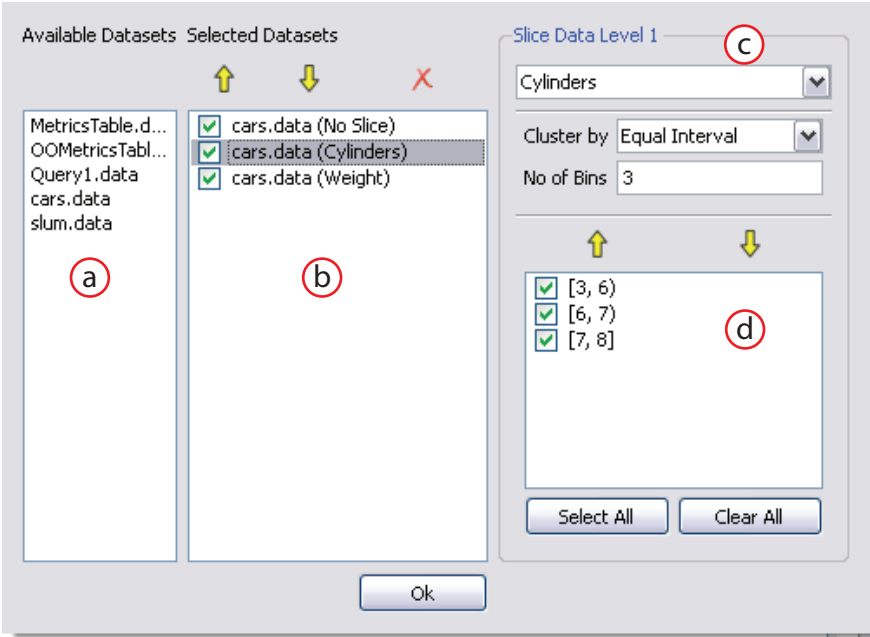 Available Datasets
Selected Datasets
MetricsTable.d...
OOMetricsTabl...
Query1.data
cars.data
slum.data
a
cars.data (No Slice)
cars.data (Cylinders)
cars.data (Weight)
b
Slice Data Level 1
c
Cylinders
Cluster by Equal Interval
No of Bins 3
[3, 6)
[6, 7)
[7, 8]
d
Select All
Clear All
Ok